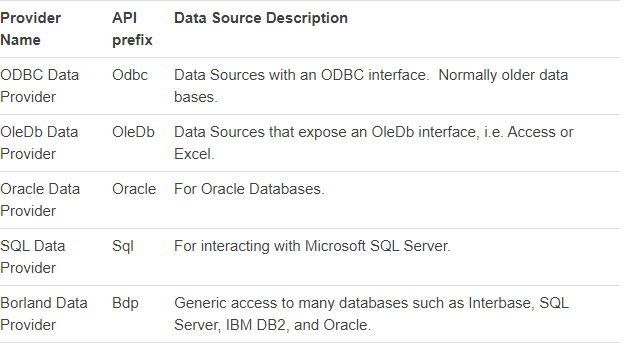 Provider Name API prefix Data Source Description
ODBC Data Provider Odbc Data Sources with an ODBC interface.  Normally older data bases.
OleDb Data Provider OleDb Data Sources that expose an OleDb interface, i.e. Access or Excel.
Oracle Data Provider Oracle For Oracle Databases.
SQL Data Provider Sql For interacting with Microsoft SQL Server.
Borland Data Provider Bdp Generic access to many databases such as Interbase, SQL Server, IBM DB2, and Oracle.